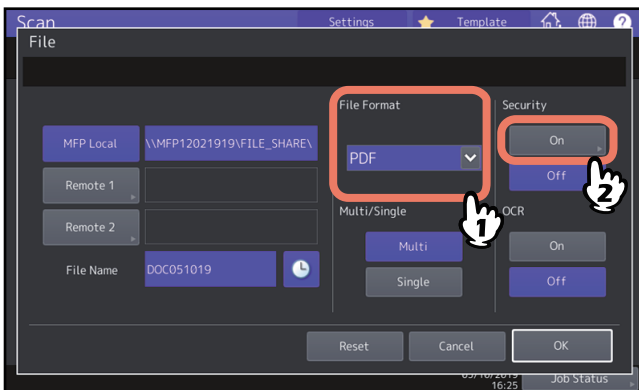 Scan
Settings
Template
?
File
File Format
Security
MFP Local
\\MFP12021919\FILE_SHARE\
PDF
On
Remote 1
Off
2
Multi/Single
1
OCR
Remote 2
Multi
On
File Name
DOC051019
Single
Off
Reset
Cancel
OK
16:25
Job Status